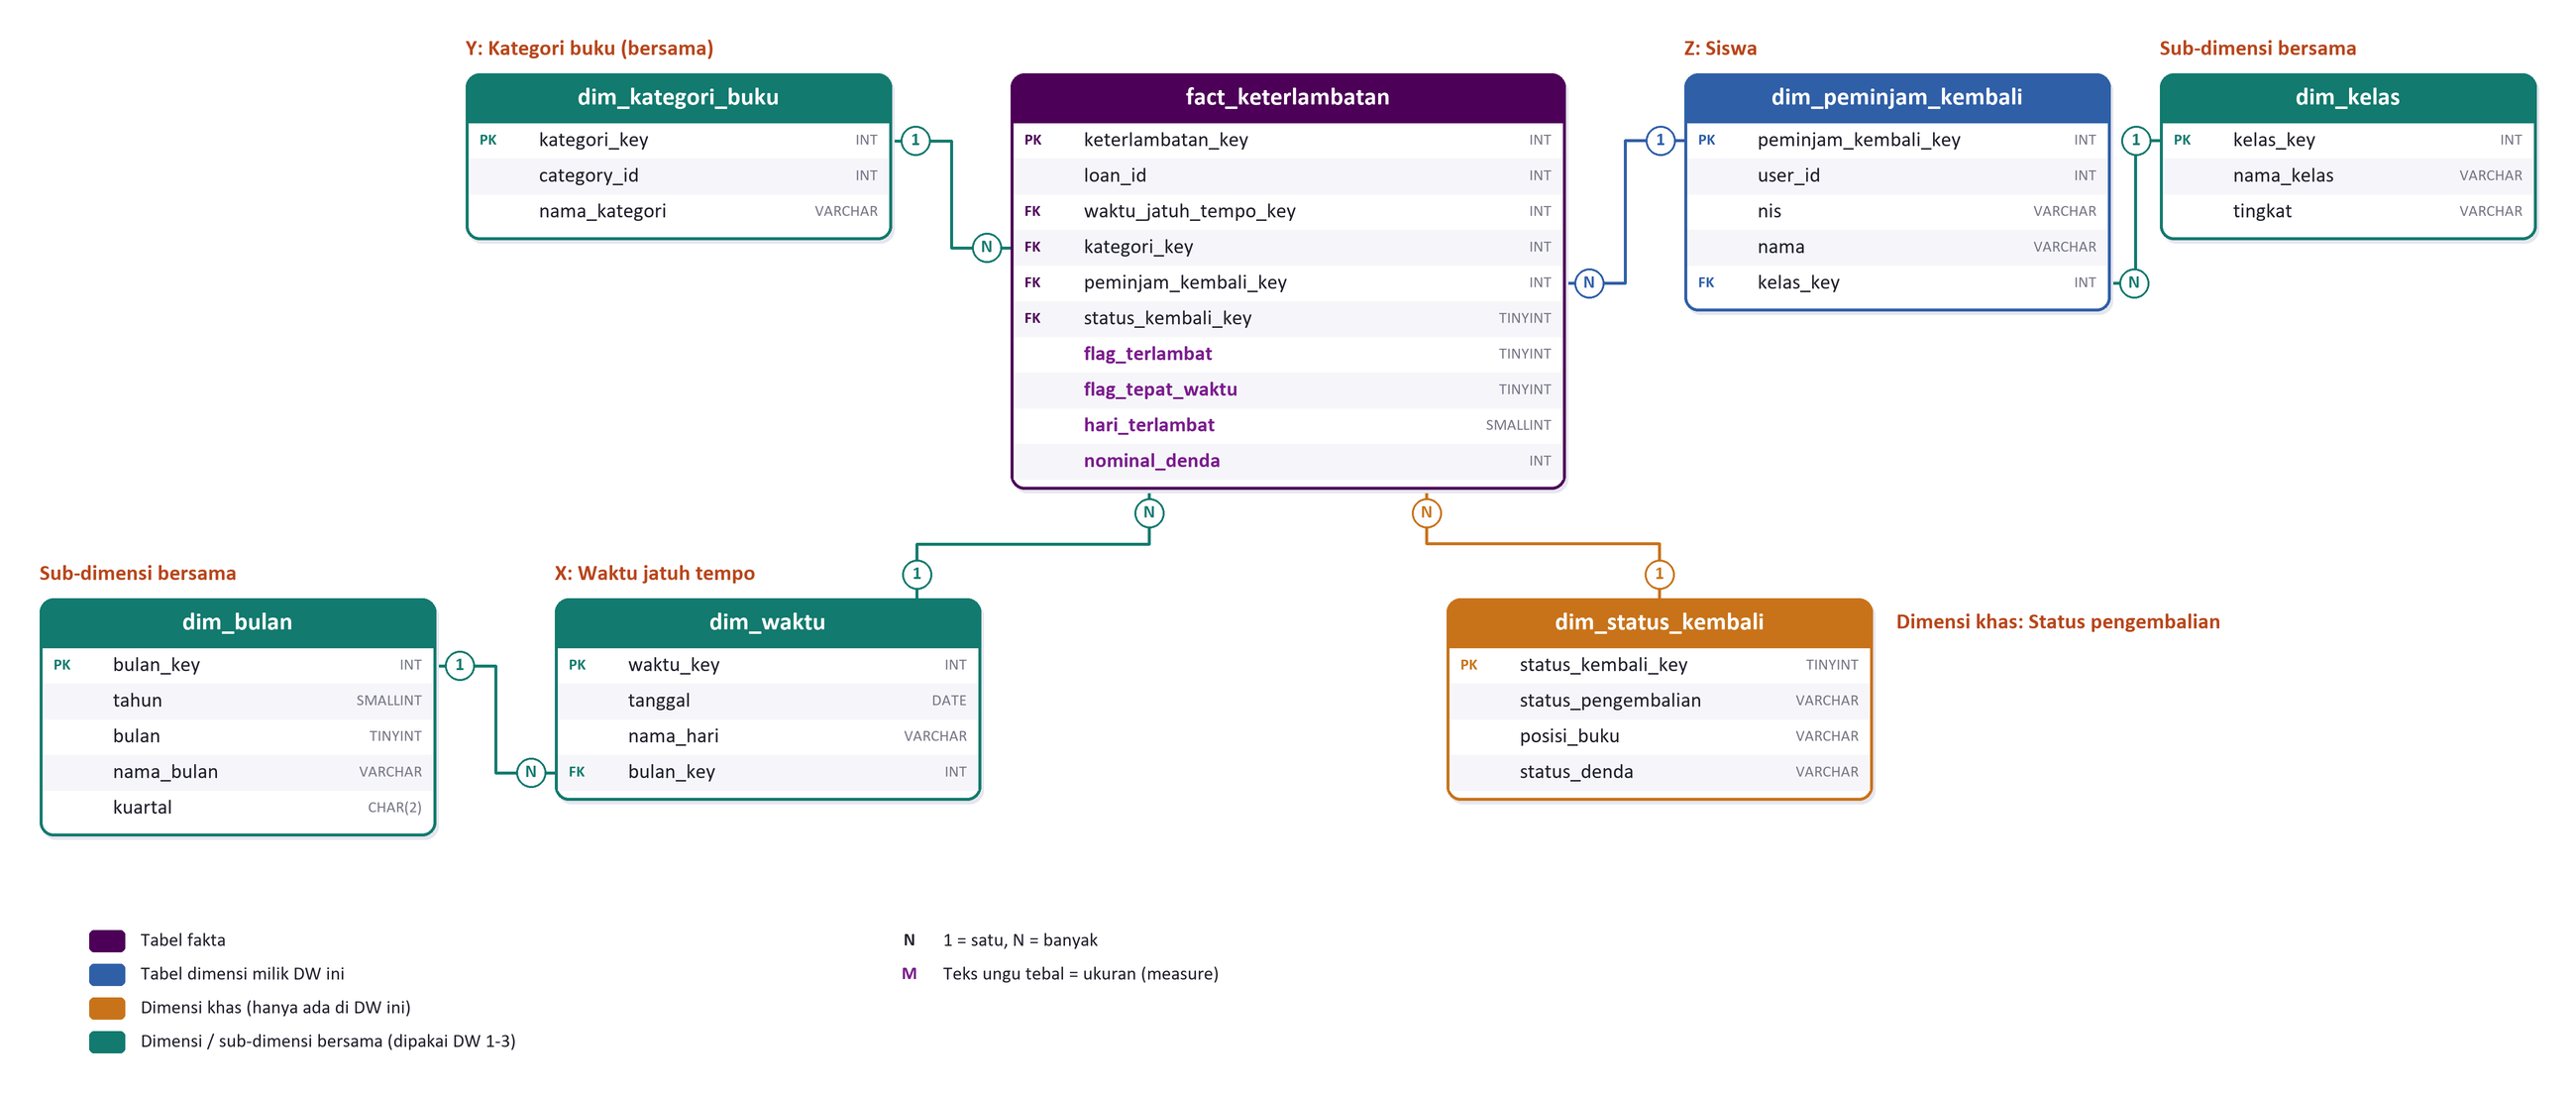 Y: Kategori buku (bersama)
dim_kategori_buku
PK kategori_key INT
category_id INT
nama_kategori VARCHAR
1
N
fact_keterlambatan
PK keterlambatan_key INT
loan_id INT
FK waktu_jatuh_tempo_key INT
FK kategori_key INT
FK peminjam_kembali_key INT
FK status_kembali_key TINYINT
flag_terlambat TINYINT
flag_tepat_waktu TINYINT
hari_terlambat SMALLINT
nominal_denda INT
N
1
Z: Siswa
dim_peminjam_kembali
PK peminjam_kembali_key INT
user_id INT
nis VARCHAR
nama VARCHAR
FK kelas_key INT
1
N
Sub-dimensi bersama
dim_kelas
PK kelas_key INT
nama_kelas VARCHAR
tingkat VARCHAR
N
1
N
1
Sub-dimensi bersama
dim_bulan
PK bulan_key INT
tahun SMALLINT
bulan TINYINT
nama_bulan VARCHAR
kuartal CHAR(2)
1
N
X: Waktu jatuh tempo
dim_waktu
PK waktu_key INT
tanggal DATE
nama_hari VARCHAR
FK bulan_key INT
dim_status_kembali
PK status_kembali_key TINYINT
status_pengembalian VARCHAR
posisi_buku VARCHAR
status_denda VARCHAR
Dimensi khas: Status pengembalian
Tabel fakta
Tabel dimensi milik DW ini
Dimensi khas (hanya ada di DW ini)
Dimensi / sub-dimensi bersama (dipakai DW 1-3)
N 1 = satu, N = banyak
M Teks ungu tebal = ukuran (measure)